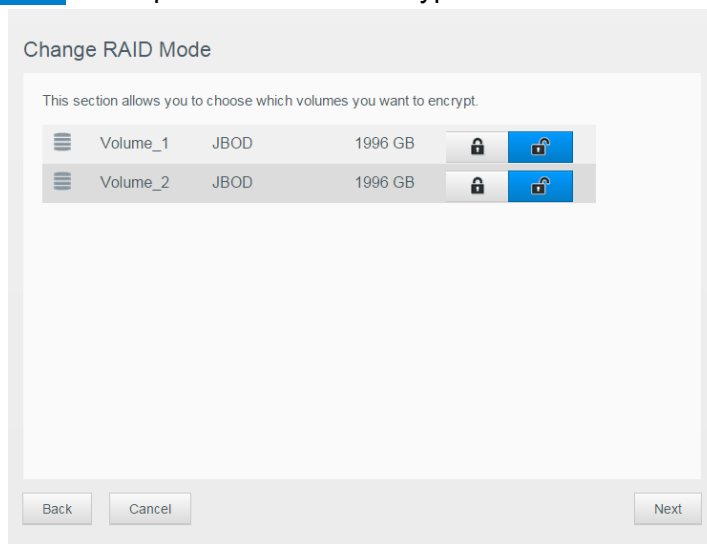 Change RAID Mode
This section allows you to choose which volumes you want to encrypt.
Volume_1 JBOD 1996 GB
Volume_2 JBOD 1996 GB
Back Cancel Next